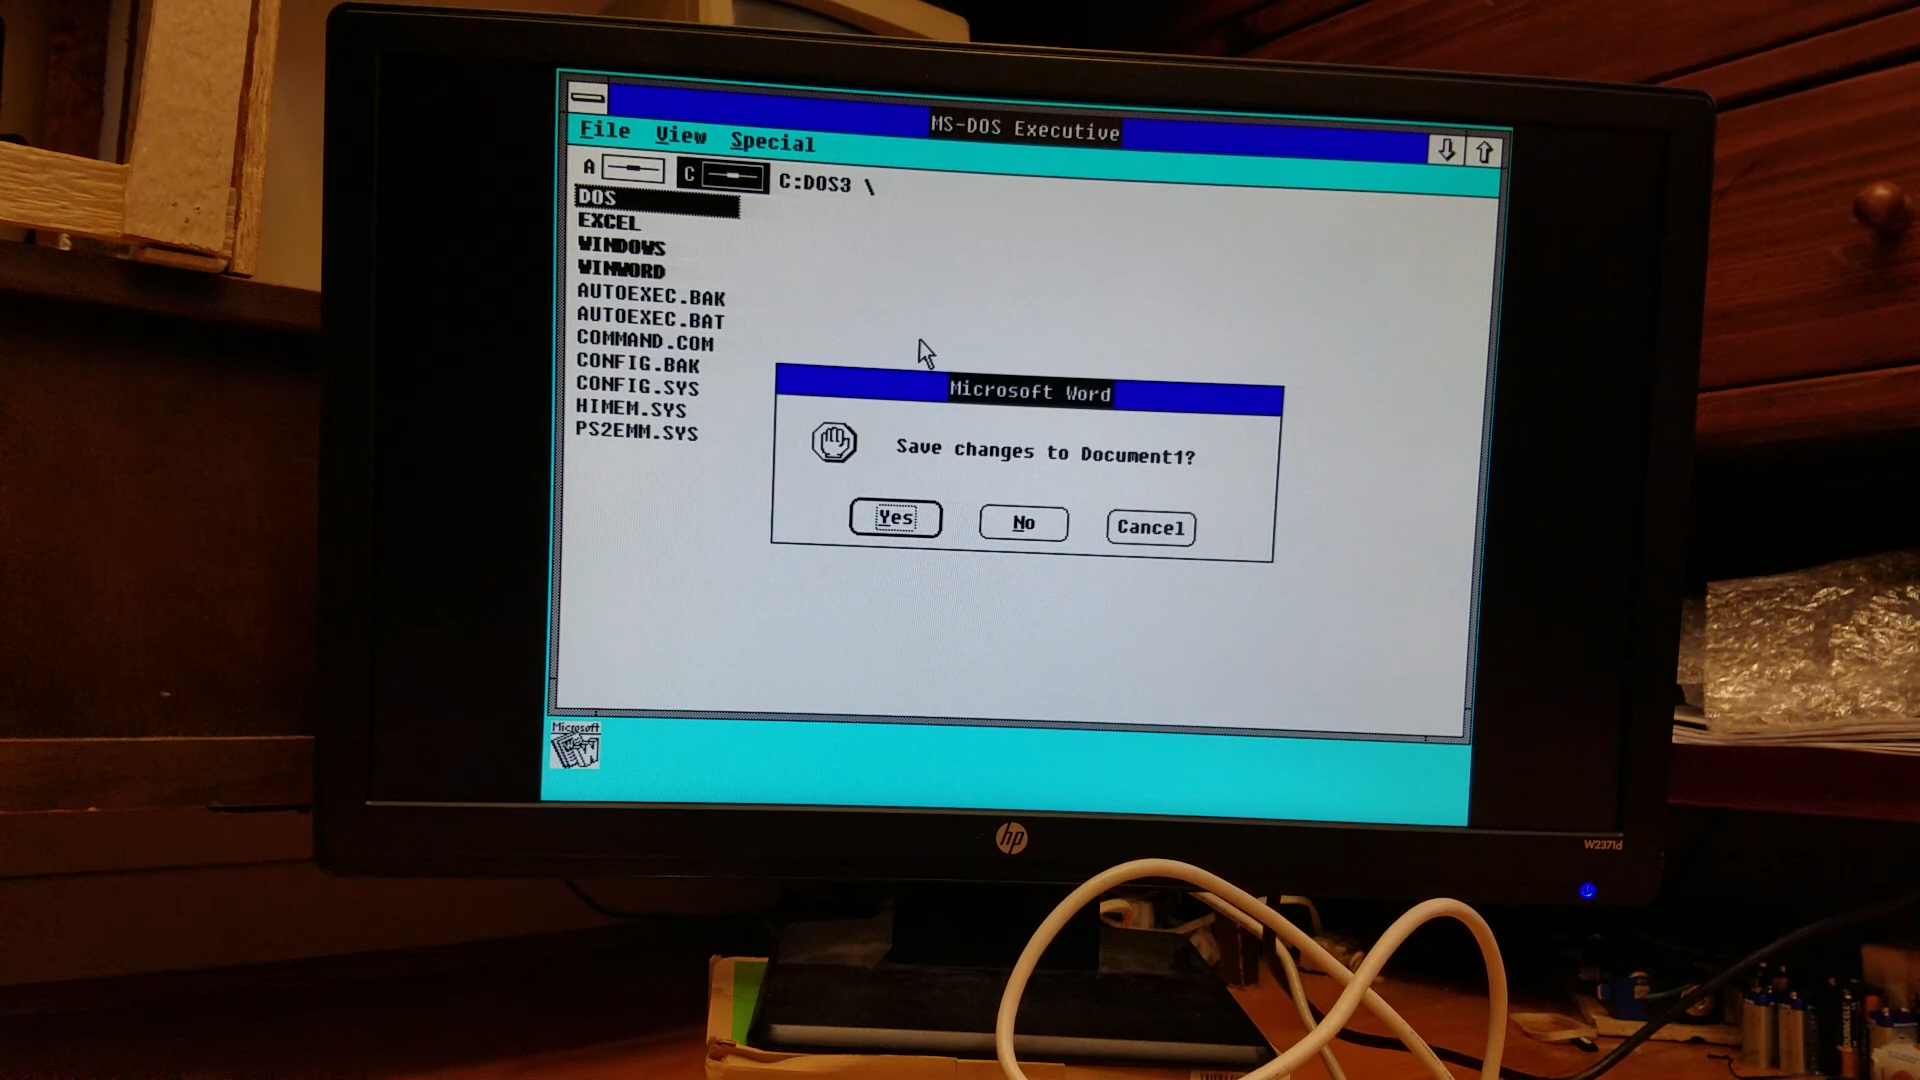 MS-DOS Executive
File View Special
A C C:DOS3 \
DOS
EXCEL
WINDOWS
WINWORD
AUTOEXEC.BAK
AUTOEXEC.BAT
COMMAND.COM
CONFIG.BAK
CONFIG.SYS
HIMEM.SYS
PS2EMM.SYS
Microsoft Word
Save changes to Document1?
Yes No Cancel
Microsoft
hp
W2371d